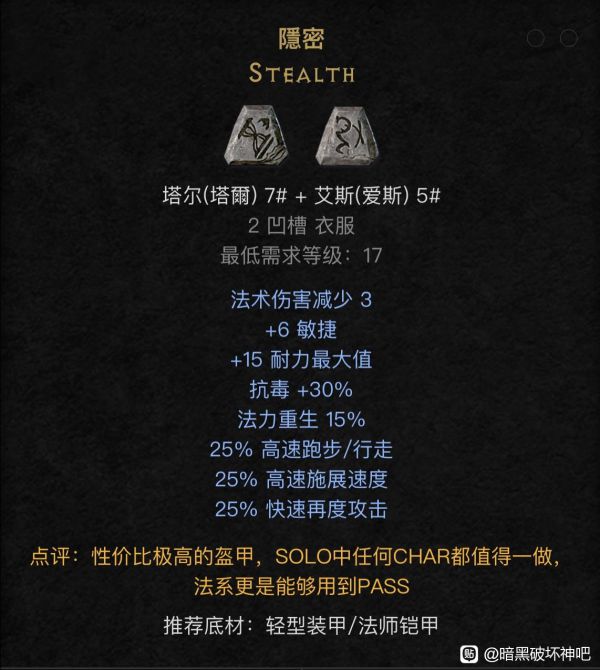 隱密
STEALTH
塔尔(塔爾) 7# + 艾斯(爱斯) 5#
2 凹槽 衣服
最低需求等级：17
法术伤害减少 3
+6 敏捷
+15 耐力最大值
抗毒 +30%
法力重生 15%
25% 高速跑步/行走
25% 高速施展速度
25% 快速再度攻击
点评：性价比极高的盔甲，SOLO中任何CHAR都值得一做，
法系更是能够用到PASS
推荐底材：轻型装甲/法师铠甲
贴 @暗黑破坏神吧